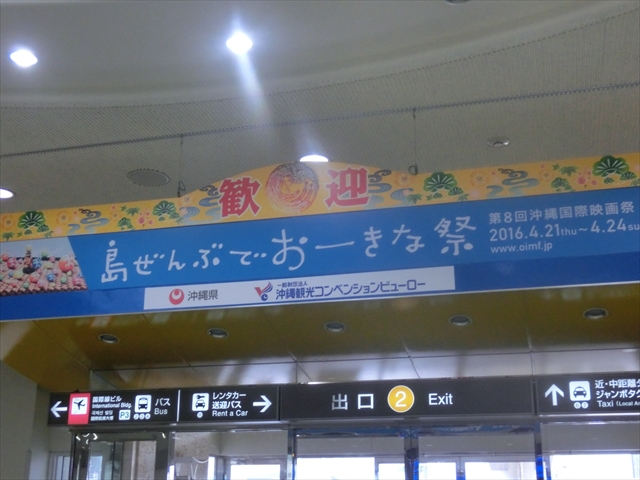 歓迎
島ぜんぶでおーきな祭
第8回沖縄国際映画祭
2016.4.21thu～4.24su
www.oimf.jp
沖縄県
一般財団法人
沖縄観光コンベンションビューロー
国際線ビル
International Bldg.
P2
バス
Bus
レンタカー
送迎バス
Rent a Car
出口 2 Exit
近・中距離
ジャンボタク
Taxi